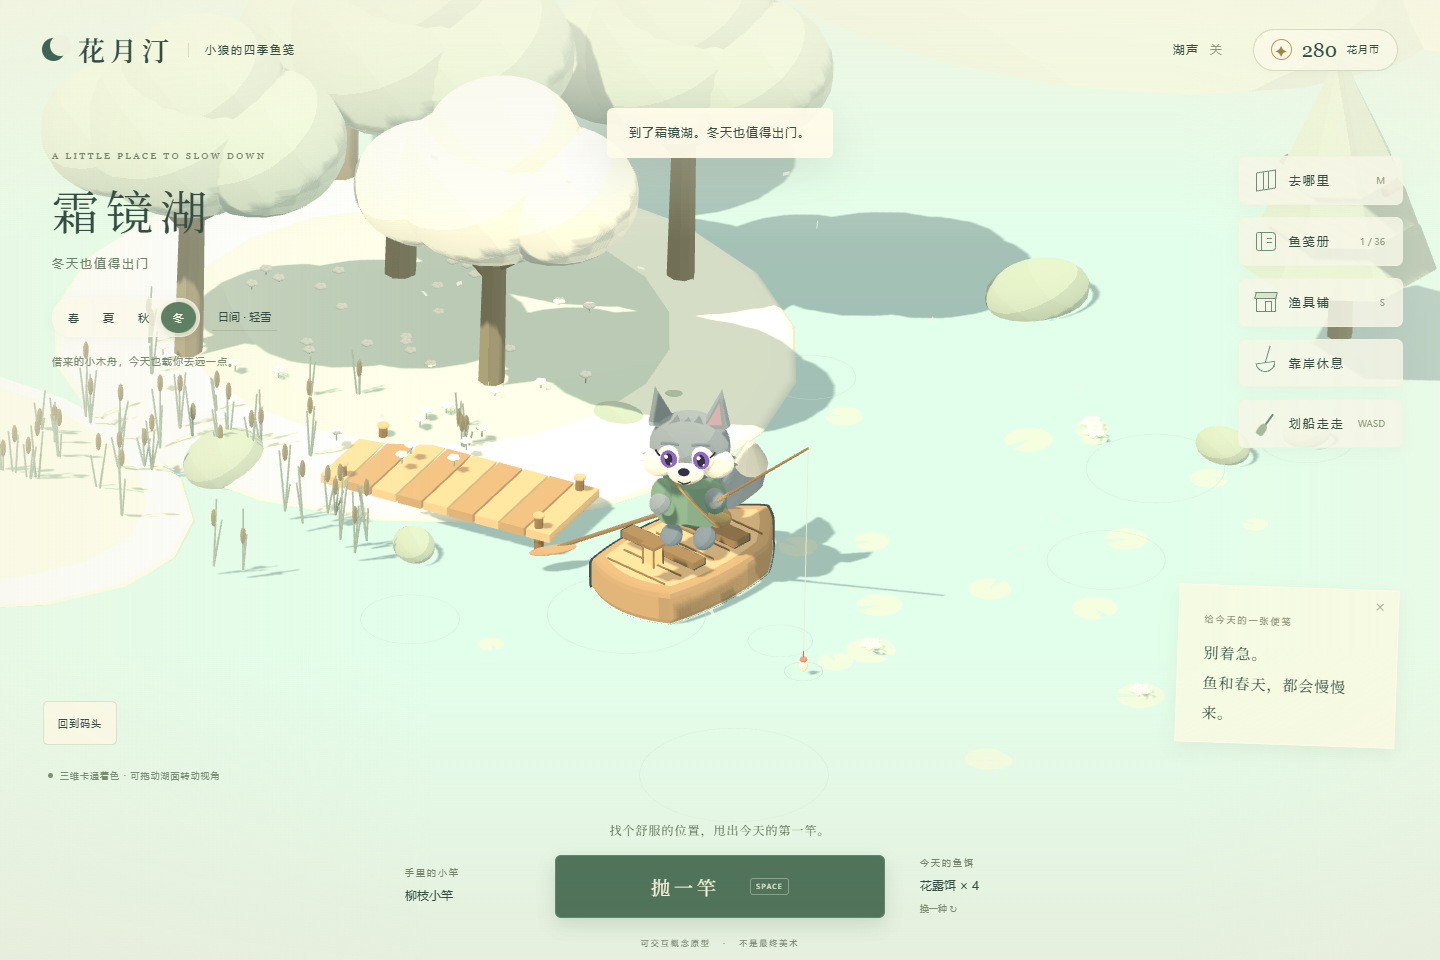 花月汀
小狼的四季鱼笺
湖声 关
280 花月币
到了霜镜湖。冬天也值得出门。
A LITTLE PLACE TO SLOW DOWN
霜镜湖
冬天也值得出门
春 夏 秋 冬
日间 · 轻雪
借来的小木舟，今天也载你去远一点。
去哪里 M
鱼笺册 1 / 36
渔具铺 S
靠岸休息
划船走走 WASD
给今天的一张便笺
×
别着急。
鱼和春天，都会慢慢
来。
回到码头
三维卡通着色 · 可拖动湖面转动视角
找个舒服的位置，甩出今天的第一竿。
手里的小竿
柳枝小竿
抛一竿 SPACE
今天的鱼饵
花露饵 × 4
换一种 ↻
可交互概念原型 · 不是最终美术